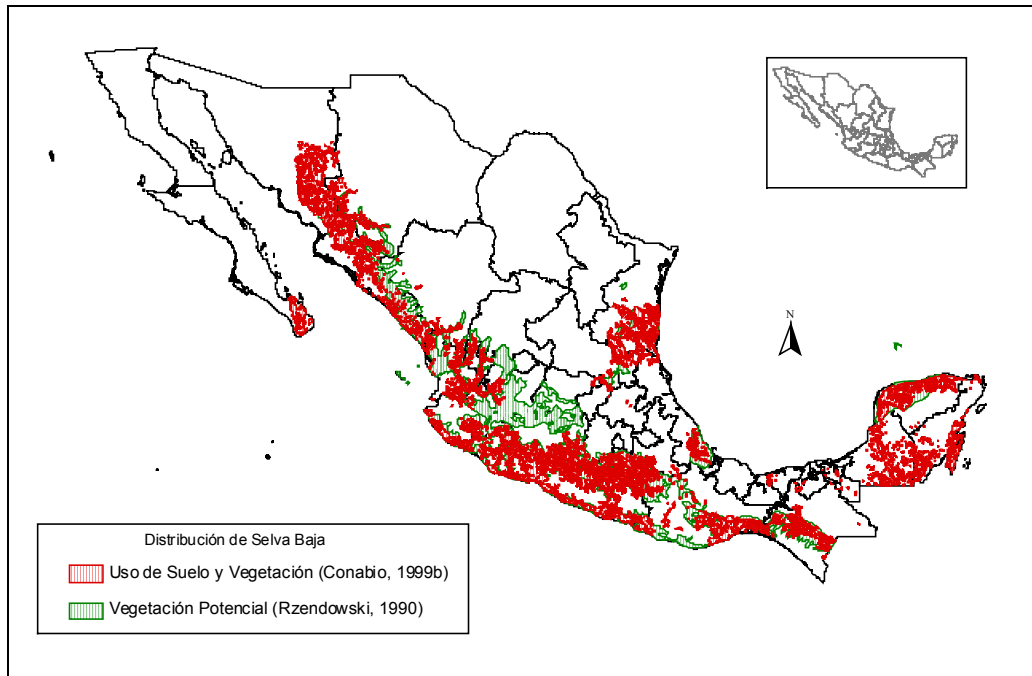 N
Distribución de Selva Baja
Uso de Suelo y Vegetación (Conabio, 1999b)
Vegetación Potencial (Rzendowski, 1990)